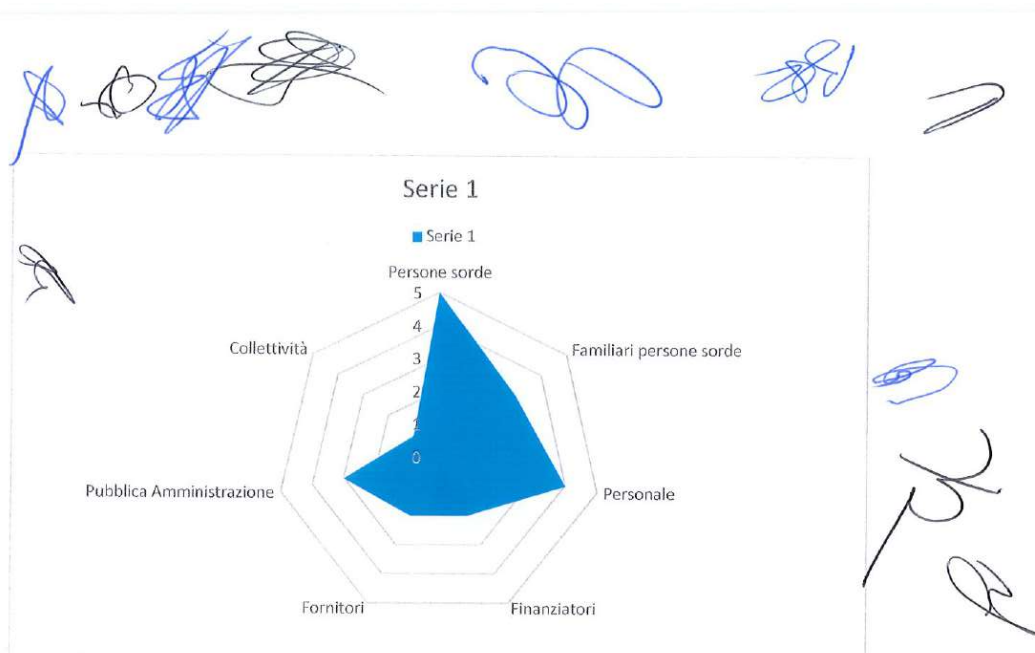 Serie 1
Serie 1
Persone sorde
5
4
3
2
1
0
Collettività
Familiari persone sorde
Pubblica Amministrazione
Personale
Fornitori
Finanziatori